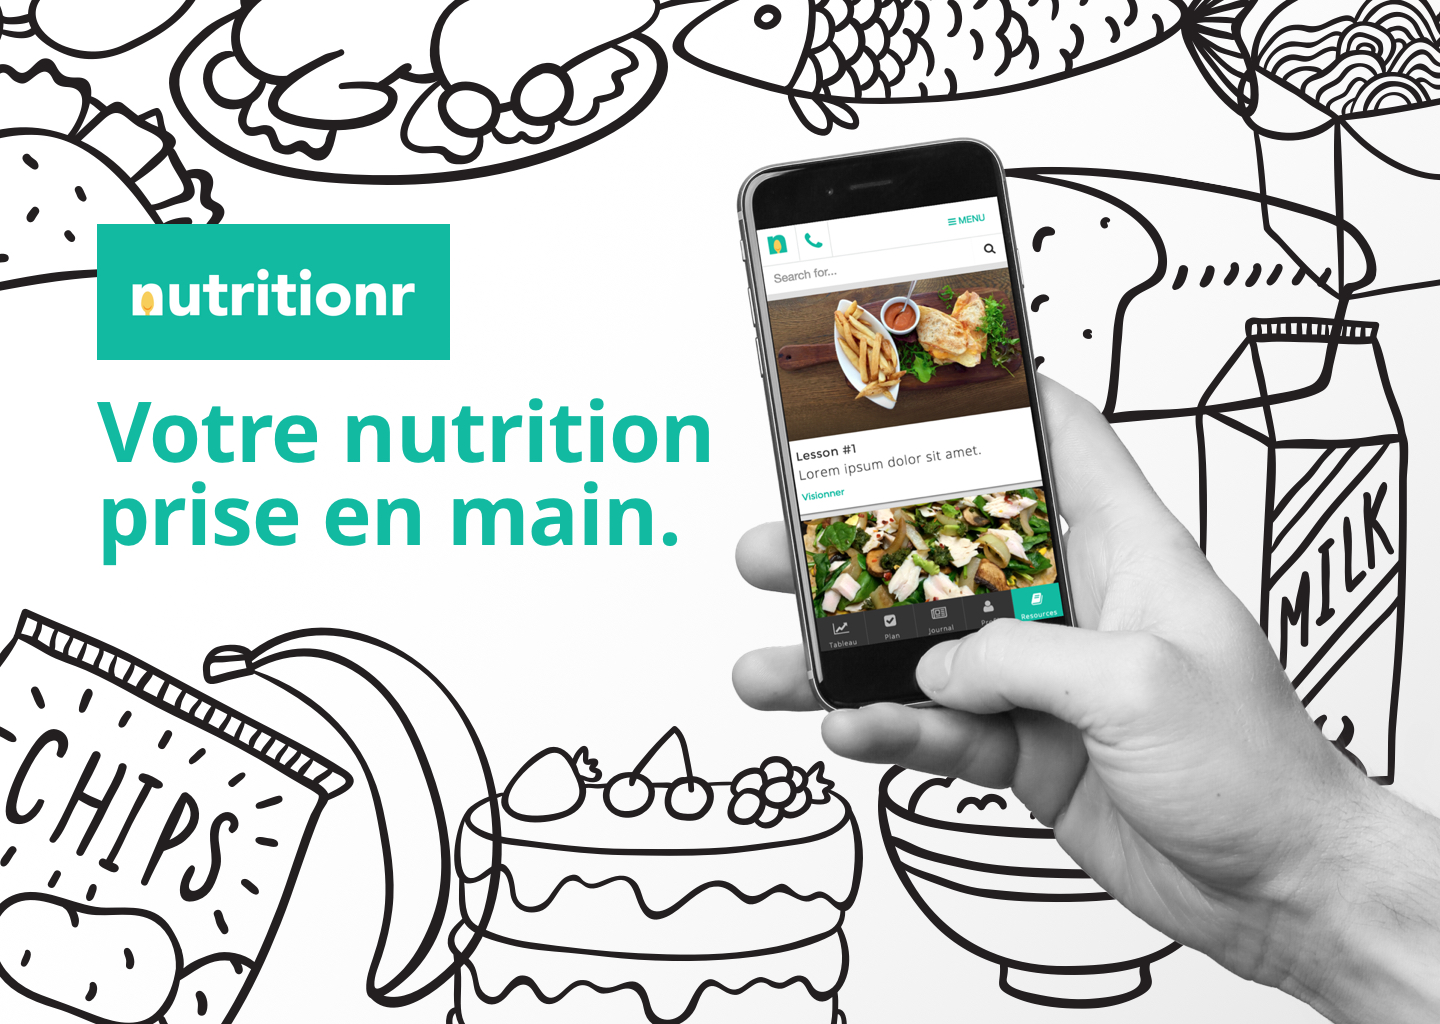 nutritionr
Votre nutrition
prise en main.
n
MENU
Search for...
Lesson #1
Lorem ipsum dolor sit amet.
Visionner
Tableau
Plan
Journal
Resources
MILK
CHIPS